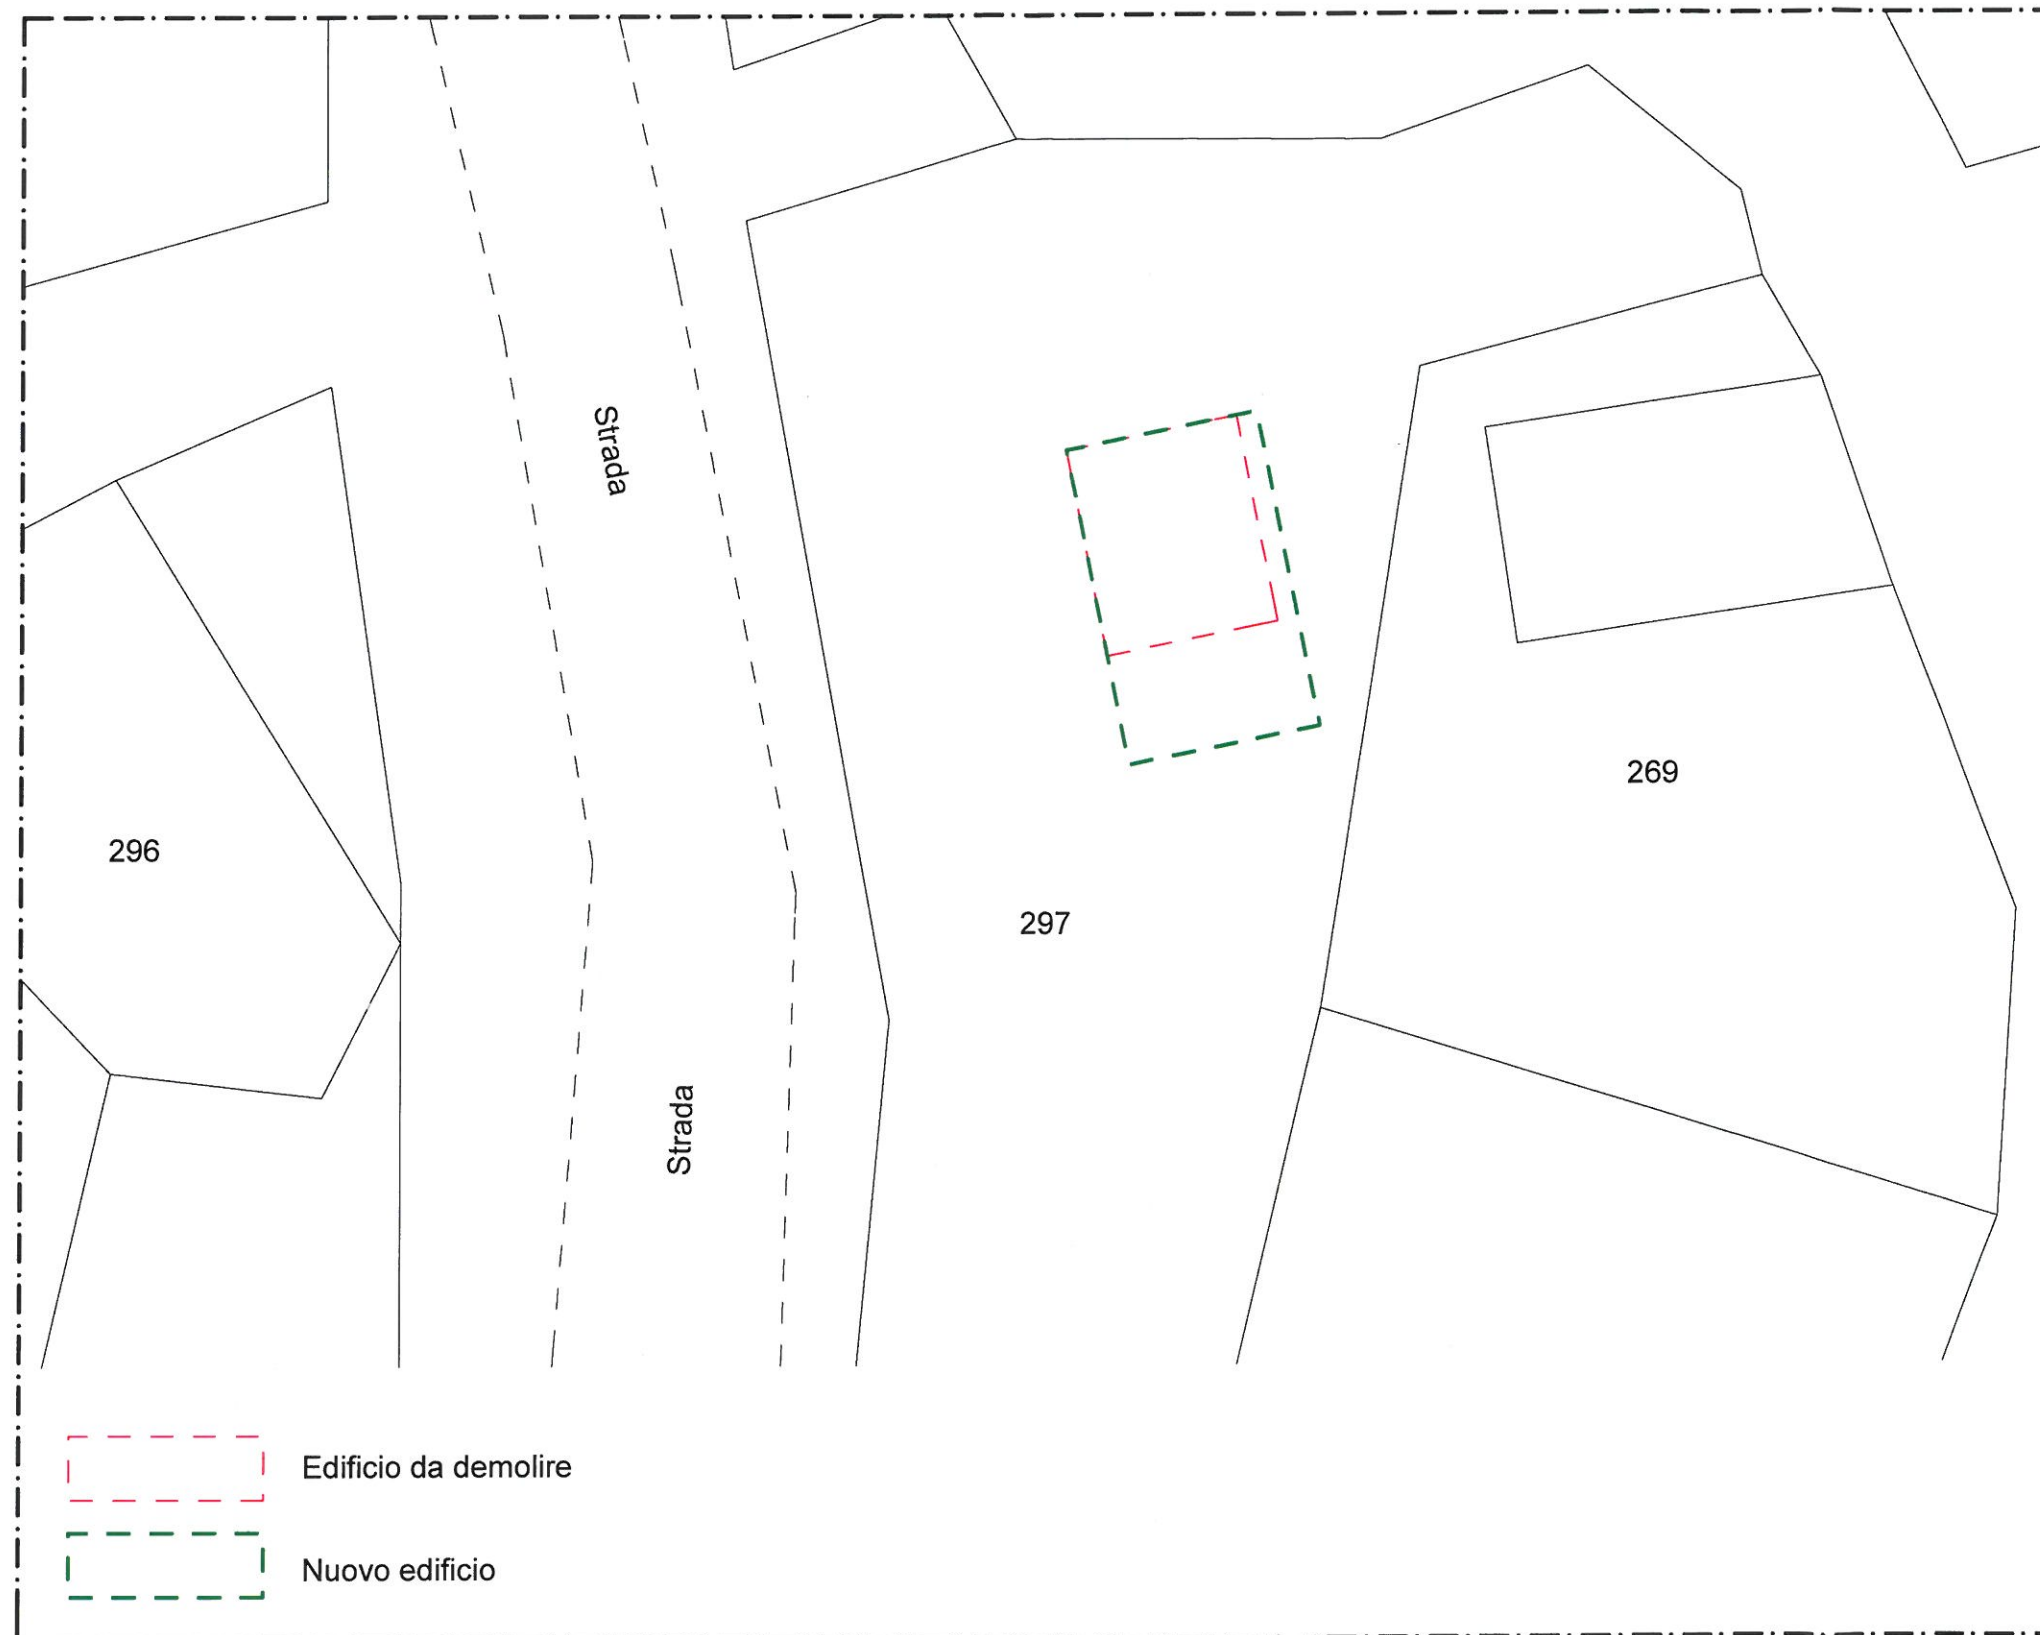 Strada
269
296
297
Strada
Edificio da demolire
Nuovo edificio